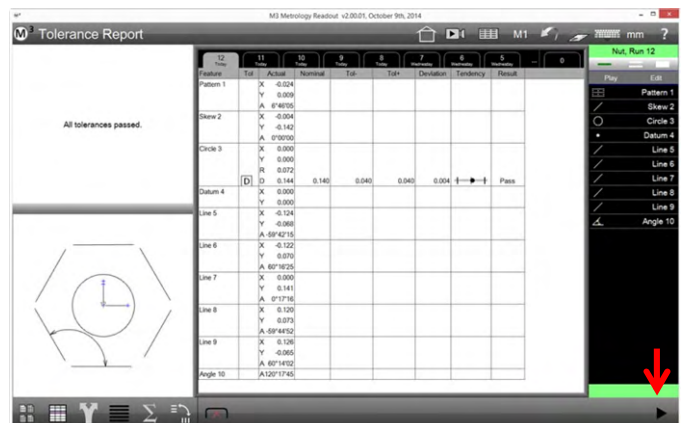 M3 Metrology Readout v2.00.01, October 9th, 2014
M3 Tolerance Report M1 mm ?
All tolerances passed.
12 Today 11 Today 10 Today 9 Today 8 Today 7 Wednesday 6 Wednesday 5 Wednesday ... 0
Feature Tol Actual Nominal Tol- Tol+ Deviation Tendency Result
Pattern 1 X -0.024
Y 0.009
A 6°46'05
Skew 2 X -0.004
Y -0.142
A 0°00'00
Circle 3 X 0.000
Y 0.000
R 0.072
D D 0.144 0.140 0.040 0.040 0.004 Pass
Datum 4 X 0.000
Y 0.000
Line 5 X -0.124
Y -0.068
A -59°42'15
Line 6 X -0.122
Y 0.070
A 60°16'25
Line 7 X 0.000
Y 0.141
A 0°17'16
Line 8 X 0.120
Y 0.073
A -59°44'52
Line 9 X 0.126
Y -0.065
A 60°14'02
Angle 10 A 120°17'45
Nut, Run 12
Play Edit
Pattern 1
Skew 2
Circle 3
Datum 4
Line 5
Line 6
Line 7
Line 8
Line 9
Angle 10